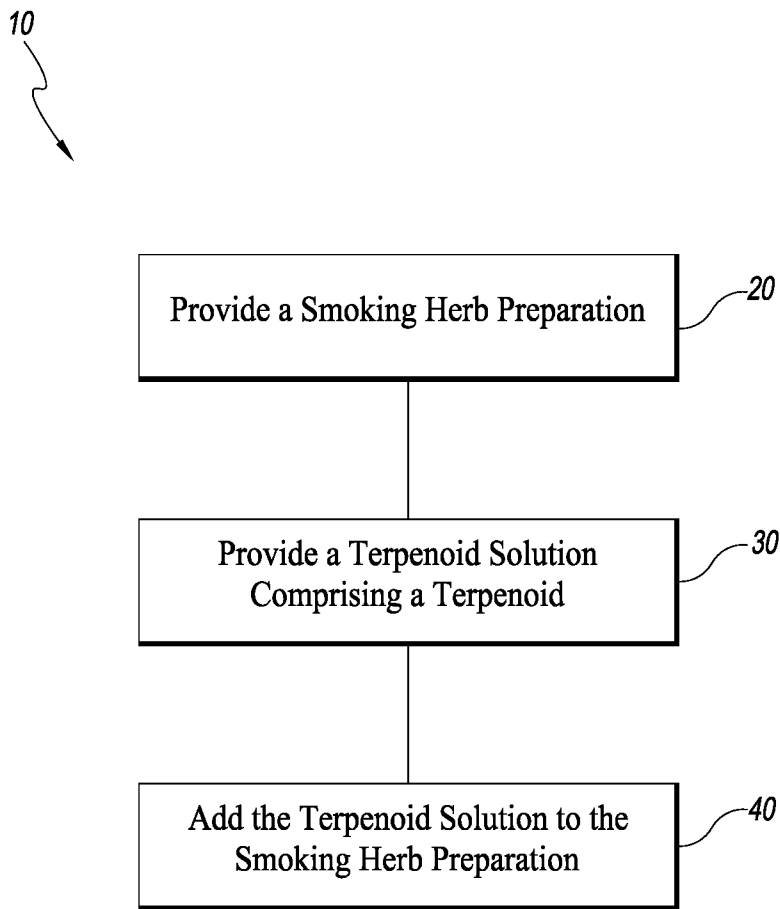 10
Provide a Smoking Herb Preparation
20
Provide a Terpenoid Solution
Comprising a Terpenoid
30
Add the Terpenoid Solution to the
Smoking Herb Preparation
40